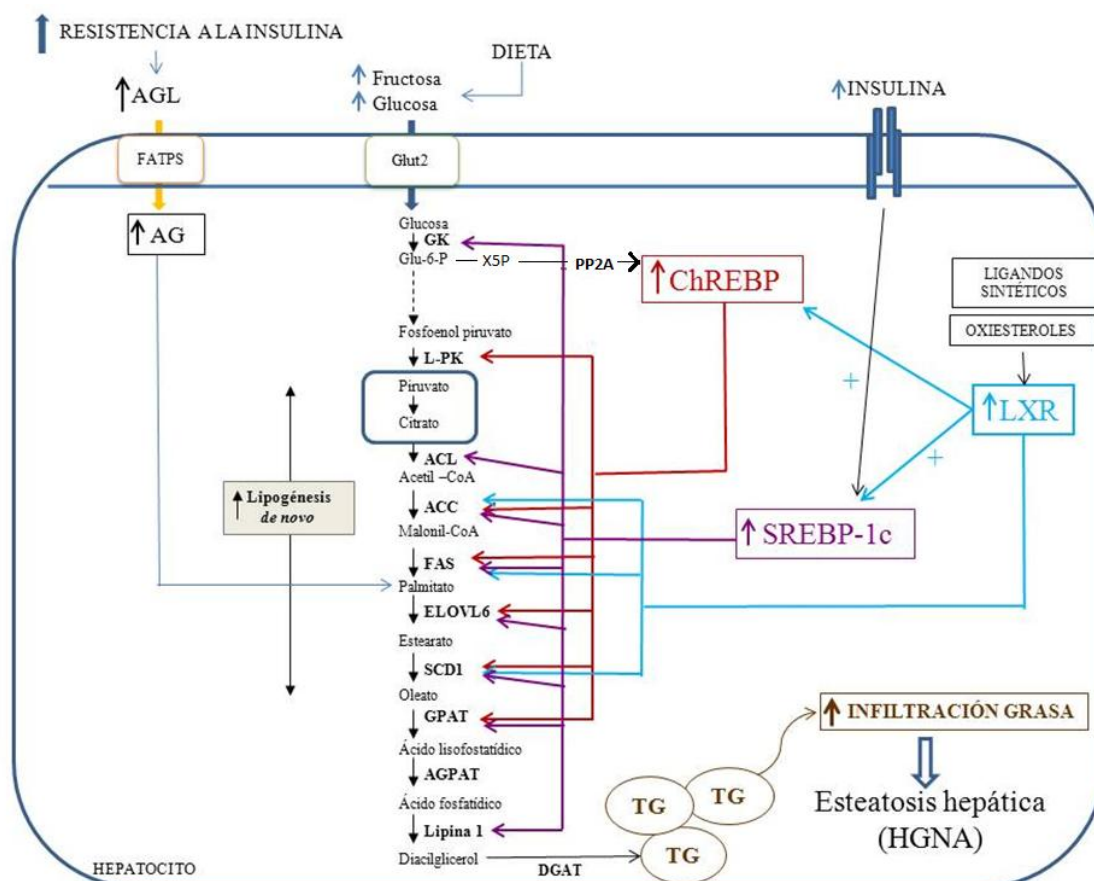 RESISTENCIA A LA INSULINA
AGL
FATPS
AG
DIETA
Fructosa
Glucosa
Glut2
INSULINA
Glucosa
GK
Glu-6-P
X5P
PP2A
ChREBP
LIGANDOS
SINTÉTICOS
OXIESTEROLES
LXR
+
+
SREBP-1c
Fosfoenol piruvato
L-PK
Piruvato
Citrato
ACL
Acetil –CoA
ACC
Malonil-CoA
FAS
Palmitato
ELOVL6
Estearato
SCD1
Oleato
GPAT
Ácido lisofostatídico
AGPAT
Ácido fosfatídico
Lipina 1
Diacilglicerol
DGAT
Lipogénesis
de novo
TG
TG
TG
INFILTRACIÓN GRASA
Esteatosis hepática
(HGNA)
HEPATOCITO